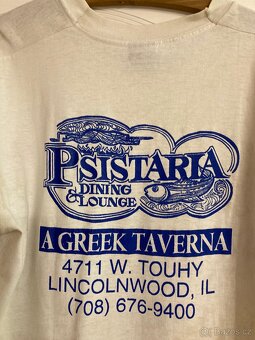 PSISTARIA
DINING
& LOUNGE
A GREEK TAVERNA
4711 W. TOUHY
LINCOLNWOOD, IL
(708) 676-9400